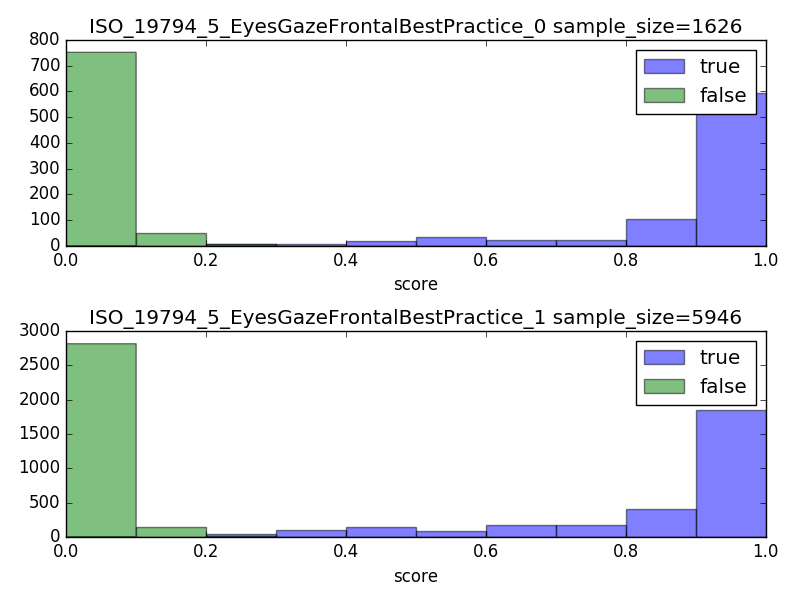 ISO_19794_5_EyesGazeFrontalBestPractice_0 sample_size=1626
800
700
600
500
400
300
200
100
0
true
false
0.0 0.2 0.4 0.6 0.8 1.0
score
ISO_19794_5_EyesGazeFrontalBestPractice_1 sample_size=5946
3000
2500
2000
1500
1000
500
0
true
false
0.0 0.2 0.4 0.6 0.8 1.0
score